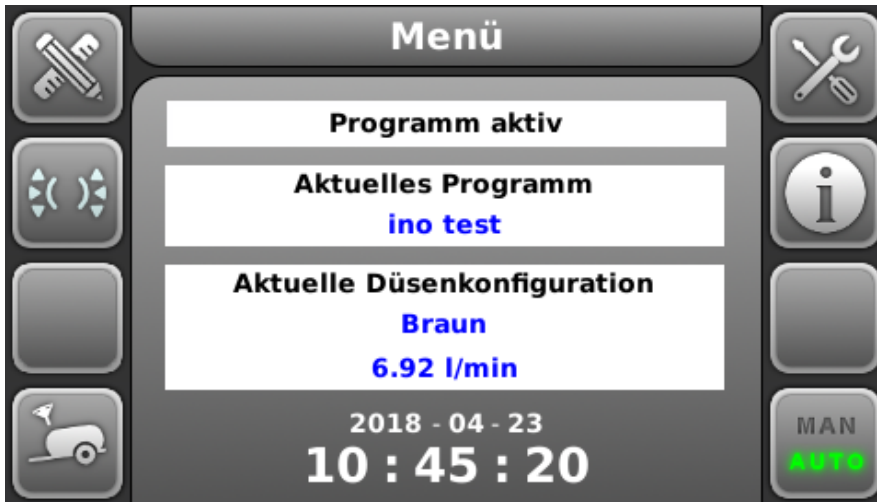 Menü
Programm aktiv
Aktuelles Programm
ino test
Aktuelle Düsenkonfiguration
Braun
6.92 l/min
2018 - 04 - 23
10 : 45 : 20
MAN
AUTO